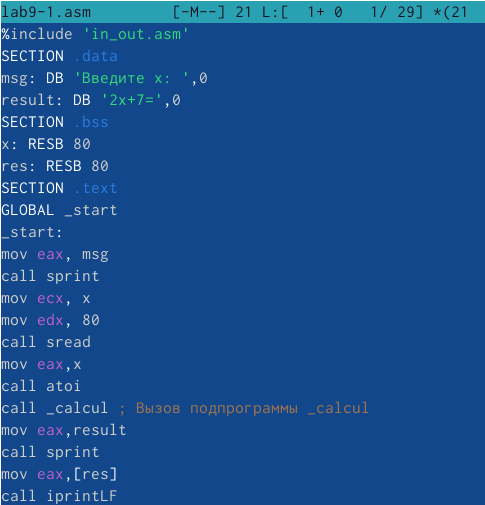 lab9-1.asm [-M--] 21 L:[ 1+ 0 1/ 29] *(21
%include 'in_out.asm'
SECTION .data
msg: DB 'Введите x: ',0
result: DB '2x+7=',0
SECTION .bss
x: RESB 80
res: RESB 80
SECTION .text
GLOBAL _start
_start:
mov eax, msg
call sprint
mov ecx, x
mov edx, 80
call sread
mov eax,x
call atoi
call _calcul ; Вызов подпрограммы _calcul
mov eax,result
call sprint
mov eax,[res]
call iprintLF